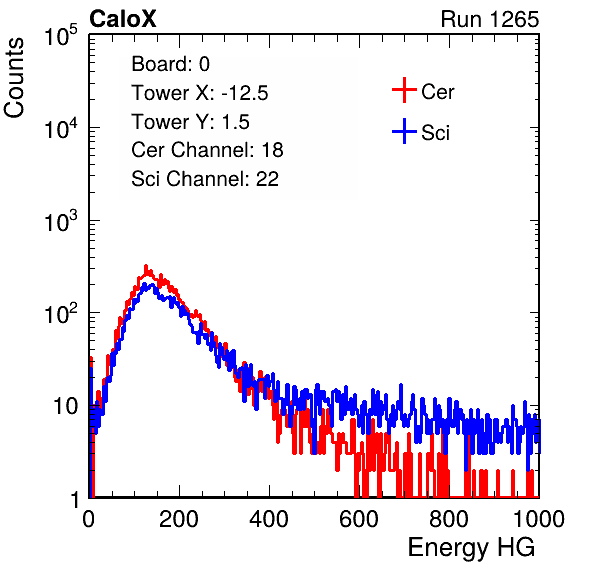 CaloX Run 1265
Counts
Board: 0
Tower X: -12.5
Tower Y: 1.5
Cer Channel: 18
Sci Channel: 22
Cer
Sci
10^5
10^4
10^3
10^2
10
1
0 200 400 600 800 1000
Energy HG